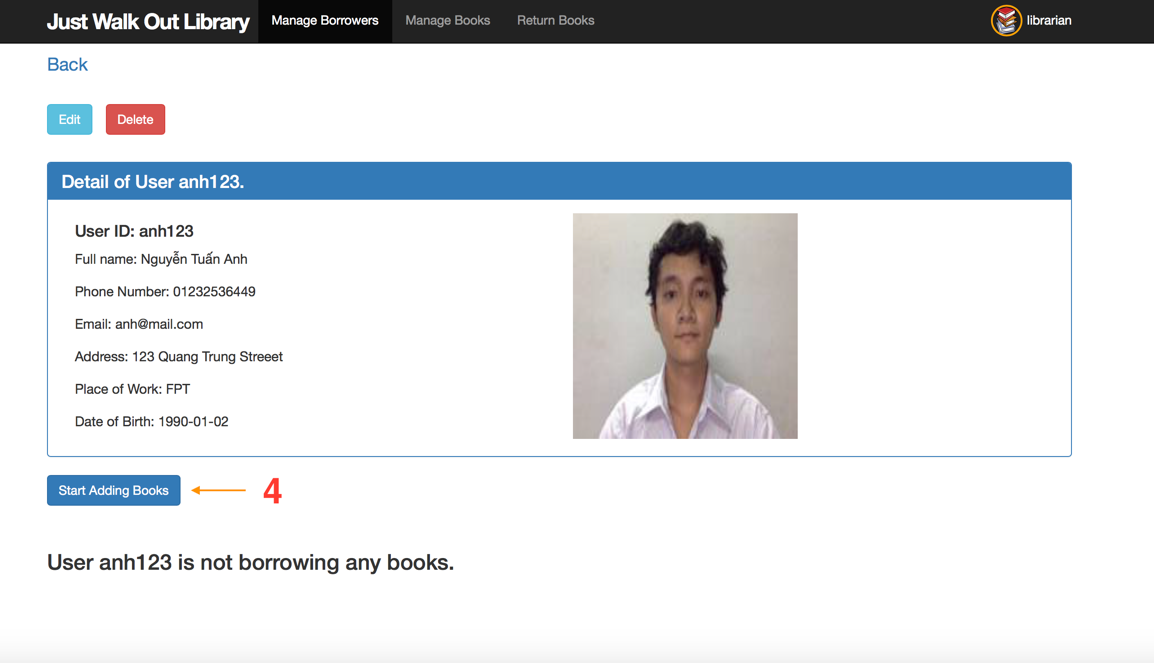 Just Walk Out Library Manage Borrowers Manage Books Return Books librarian
Back
Edit Delete
Detail of User anh123.
User ID: anh123
Full name: Nguyễn Tuấn Anh
Phone Number: 01232536449
Email: anh@mail.com
Address: 123 Quang Trung Streeet
Place of Work: FPT
Date of Birth: 1990-01-02
Start Adding Books 4
User anh123 is not borrowing any books.